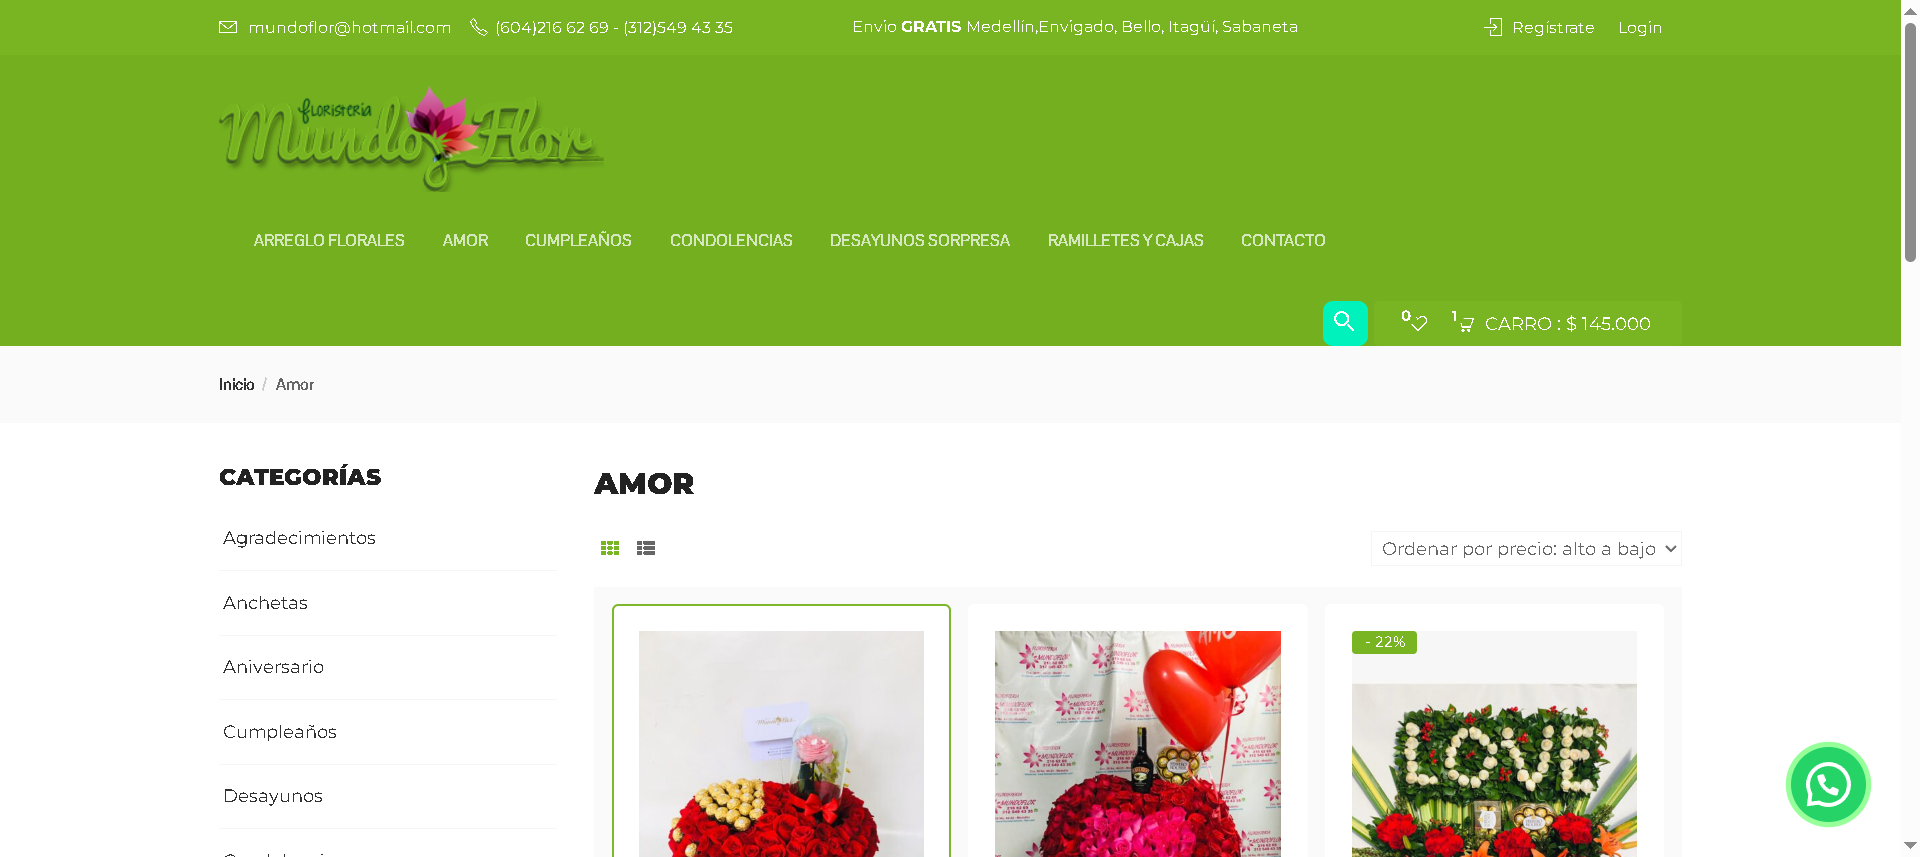 mundoflor@hotmail.com (604)216 62 69 - (312)549 43 35 Envio GRATIS Medellín,Envigado, Bello, Itagüí, Sabaneta Regístrate Login
floristería
Mundo Flor
ARREGLO FLORALES AMOR CUMPLEAÑOS CONDOLENCIAS DESAYUNOS SORPRESA RAMILLETES Y CAJAS CONTACTO
0 1 CARRO : $ 145.000
Inicio / Amor
CATEGORÍAS
Agradecimientos
Anchetas
Aniversario
Cumpleaños
Desayunos
AMOR
Ordenar por precio: alto a bajo
- 22%